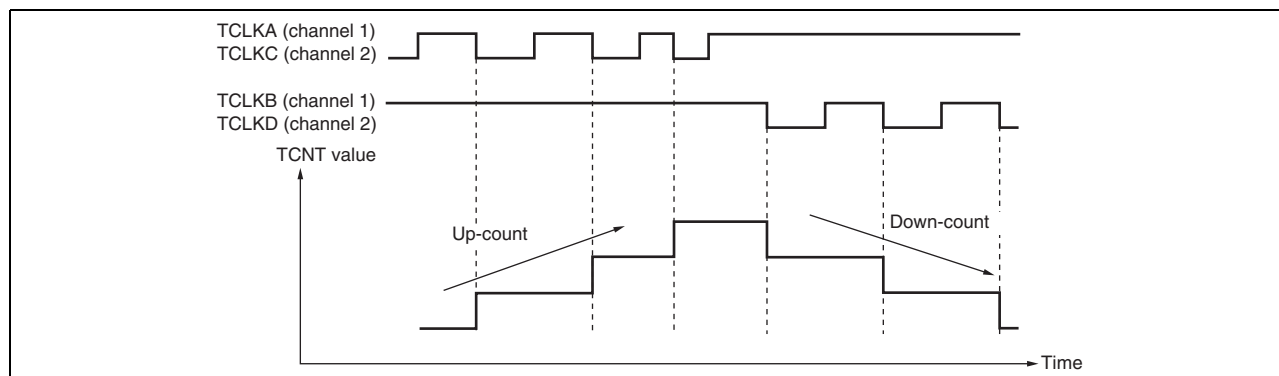 TCLKA (channel 1)
TCLKC (channel 2)
TCLKB (channel 1)
TCLKD (channel 2)
TCNT value
Up-count
Down-count
Time